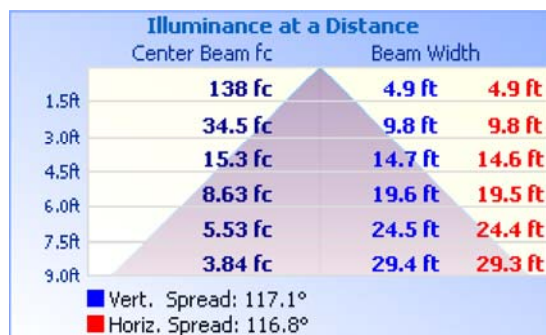 Illuminance at a Distance
Center Beam fc Beam Width
1.5ft 138 fc 4.9 ft 4.9 ft
3.0ft 34.5 fc 9.8 ft 9.8 ft
4.5ft 15.3 fc 14.7 ft 14.6 ft
6.0ft 8.63 fc 19.6 ft 19.5 ft
7.5ft 5.53 fc 24.5 ft 24.4 ft
9.0ft 3.84 fc 29.4 ft 29.3 ft
Vert. Spread: 117.1°
Horiz. Spread: 116.8°